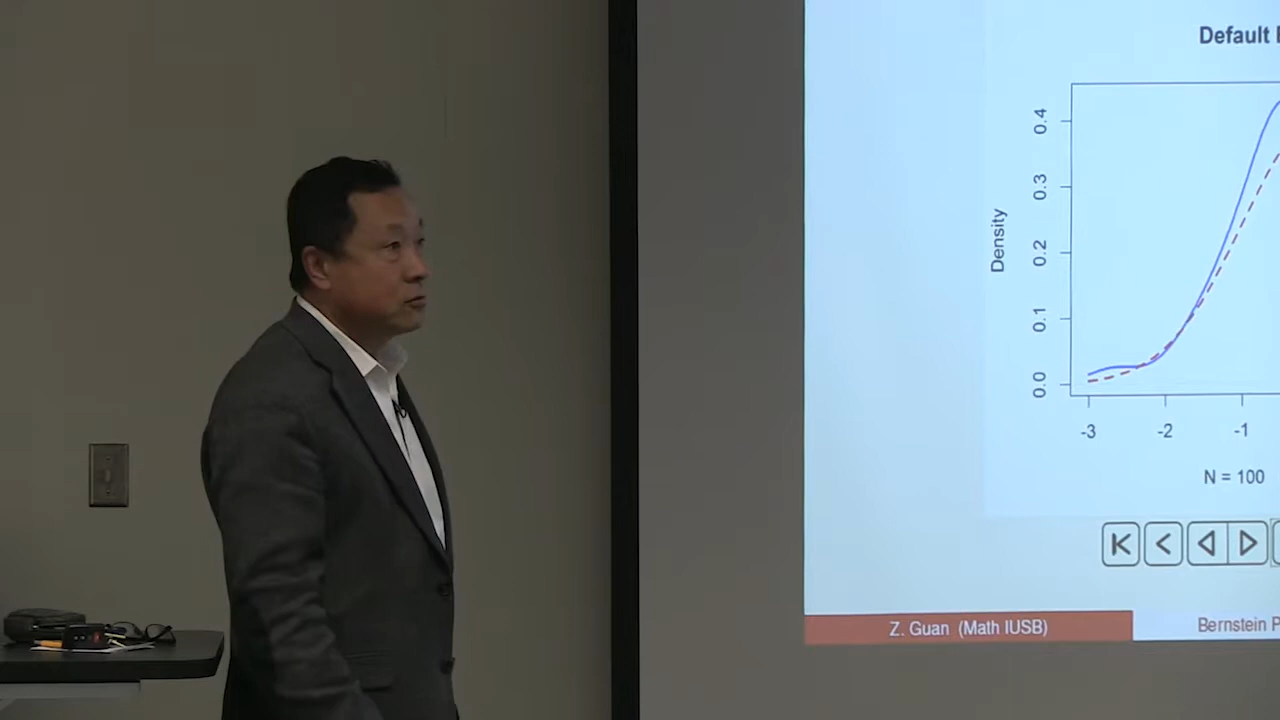 Default
0.4
0.3
0.2
0.1
0.0
Density
-3 -2 -1
N = 100
Z. Guan (Math IUSB)
Bernstein